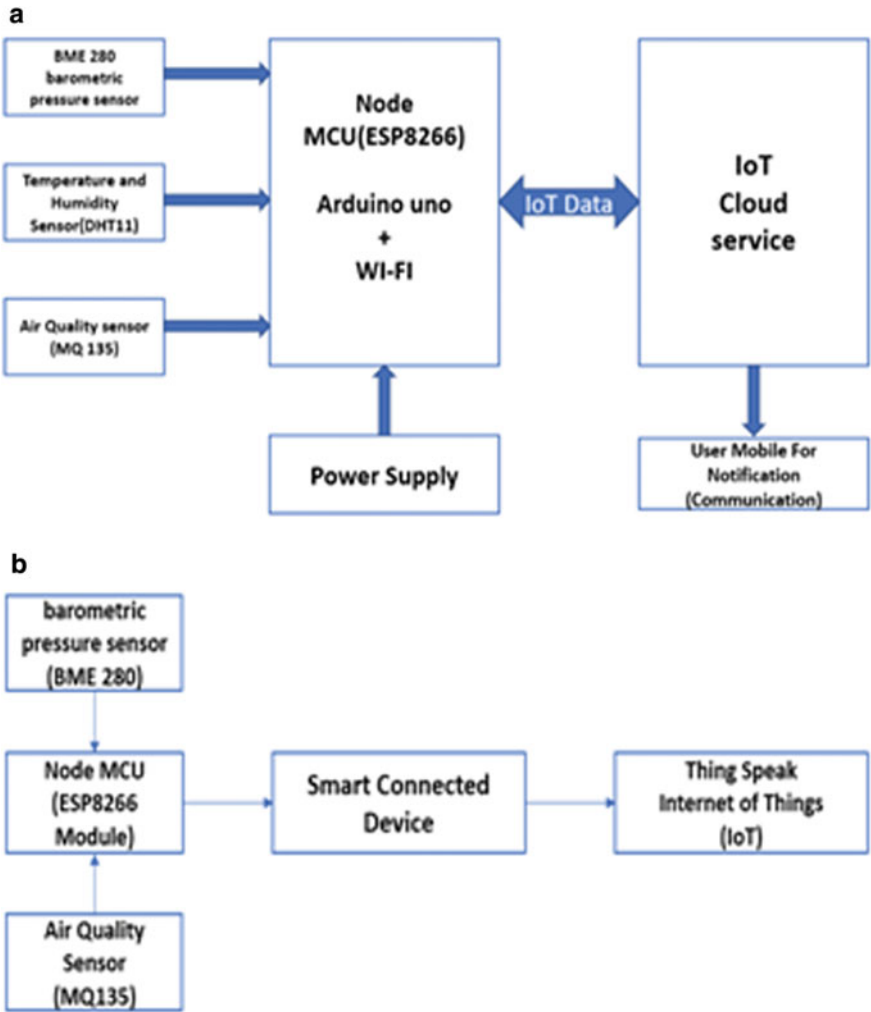 a
BME 280
barometric
pressure sensor
Temperature and
Humidity
Sensor(DHT11)
Air Quality sensor
(MQ 135)
Node
MCU(ESP8266)
Arduino uno
+
WI-FI
IoT Data
IoT
Cloud
service
Power Supply
User Mobile For
Notification
(Communication)
b
barometric
pressure sensor
(BME 280)
Node MCU
(ESP8266
Module)
Air Quality
Sensor
(MQ135)
Smart Connected
Device
Thing Speak
Internet of Things
(IoT)